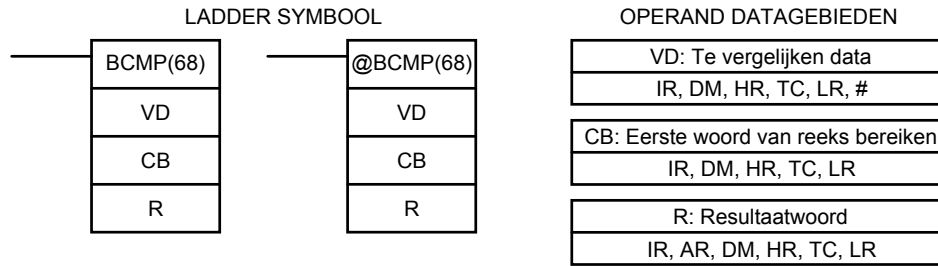 LADDER SYMBOOL
BCMP(68)
VD
CB
R
@BCMP(68)
VD
CB
R
OPERAND DATAGEBIEDEN
VD: Te vergelijken data
IR, DM, HR, TC, LR, #
CB: Eerste woord van reeks bereiken
IR, DM, HR, TC, LR
R: Resultaatwoord
IR, AR, DM, HR, TC, LR